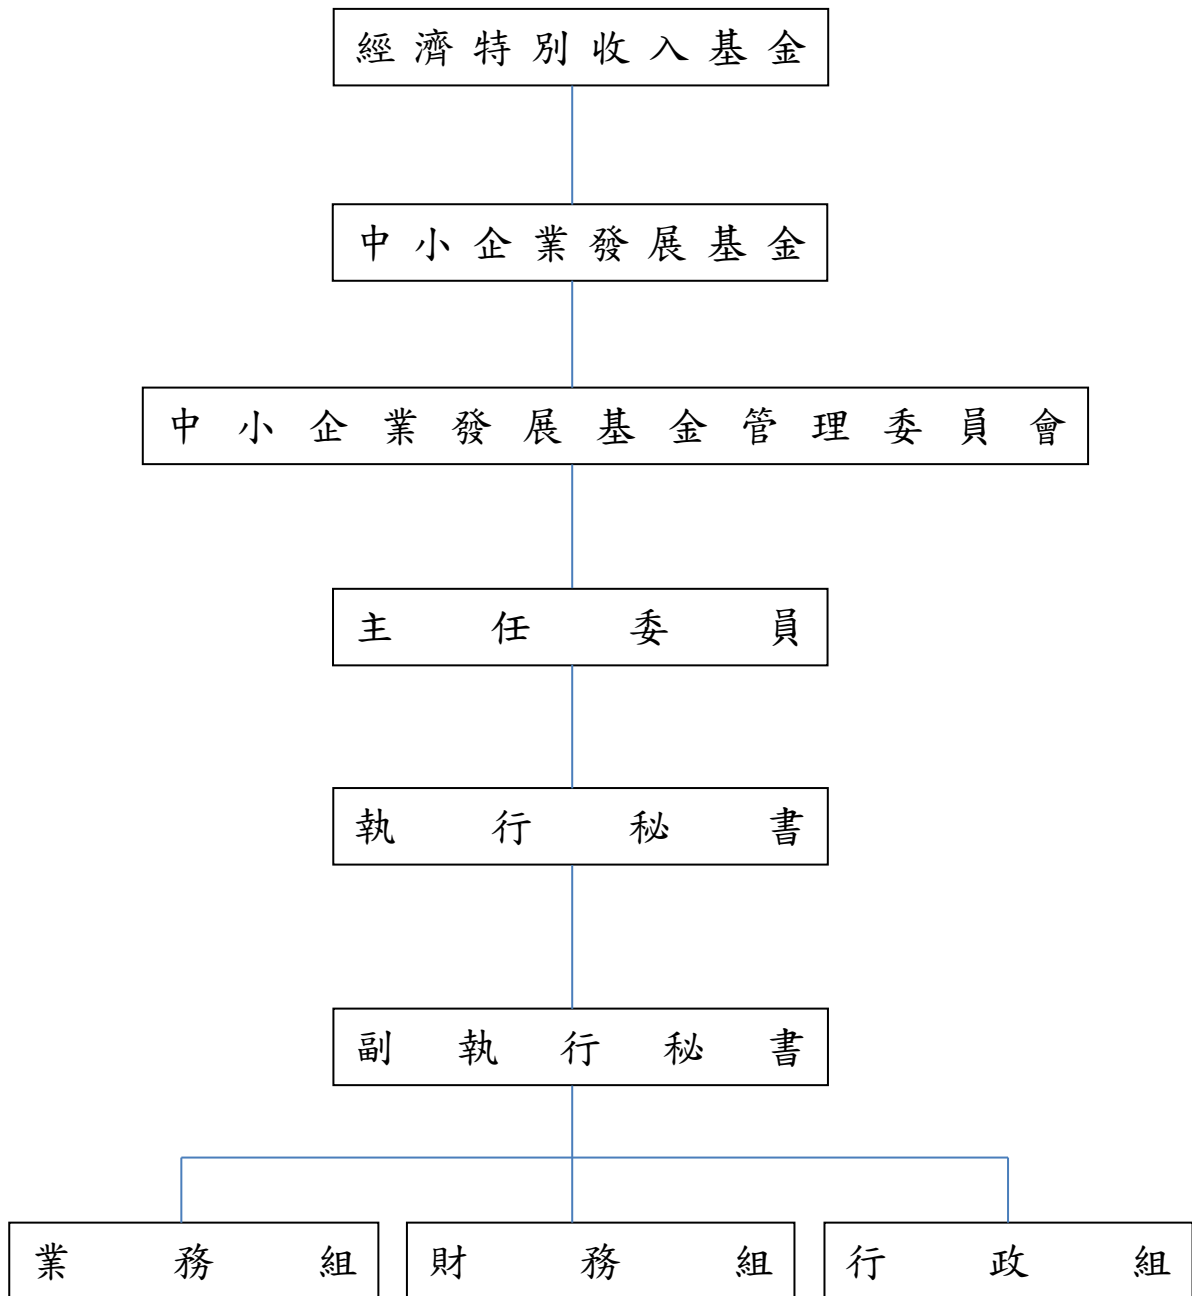 經濟特別收入基金
中小企業發展基金
中小企業發展基金管理委員會
主任委員
執行秘書
副執行秘書
業務組
財務組
行政組